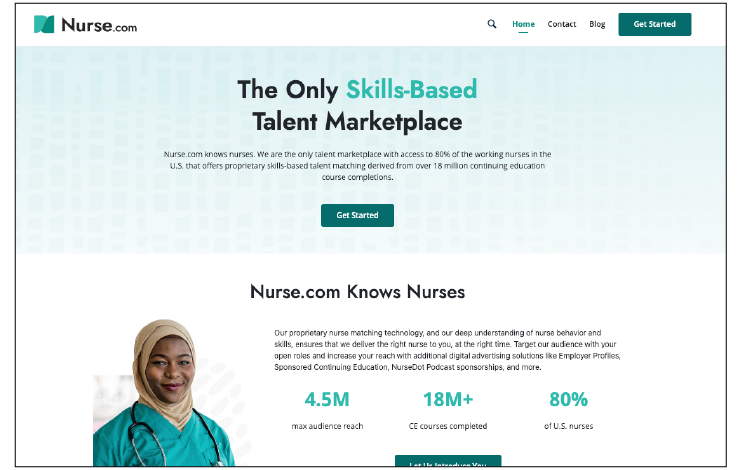 Nurse.com
Home Contact Blog Get Started
The Only Skills-Based
Talent Marketplace
Nurse.com knows nurses. We are the only talent marketplace with access to 80% of the working nurses in the
U.S. that offers proprietary skills-based talent matching derived from over 18 million continuing education
course completions.
Get Started
Nurse.com Knows Nurses
Our proprietary nurse matching technology, and our deep understanding of nurse behavior and
skills, ensures that we deliver the right nurse to you, at the right time. Target our audience with your
open roles and increase your reach with additional digital advertising solutions like Employer Profiles,
Sponsored Continuing Education, NurseDot Podcast sponsorships, and more.
4.5M 18M+ 80%
max audience reach CE courses completed of U.S. nurses
Let Us Introduce You